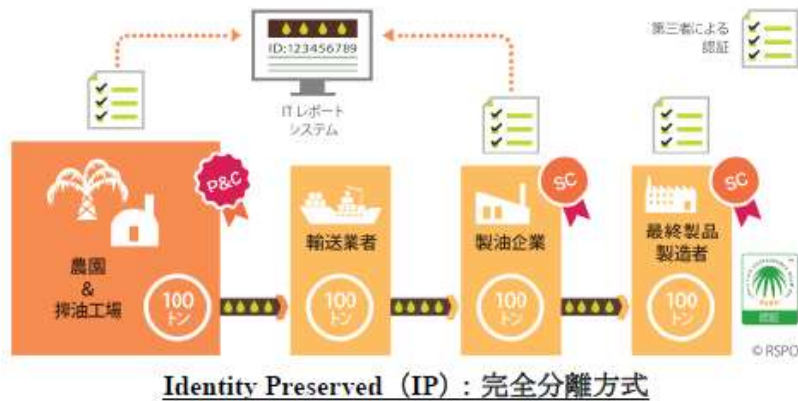 ID:123456789
ITレポート
システム
第三者による
認証
P&C
農園
&
搾油工場
100
トン
輸送業者
100
トン
SC
製油企業
100
トン
SC
最終製品
製造者
100
トン
認証
© RSPO
Identity Preserved（IP）: 完全分離方式